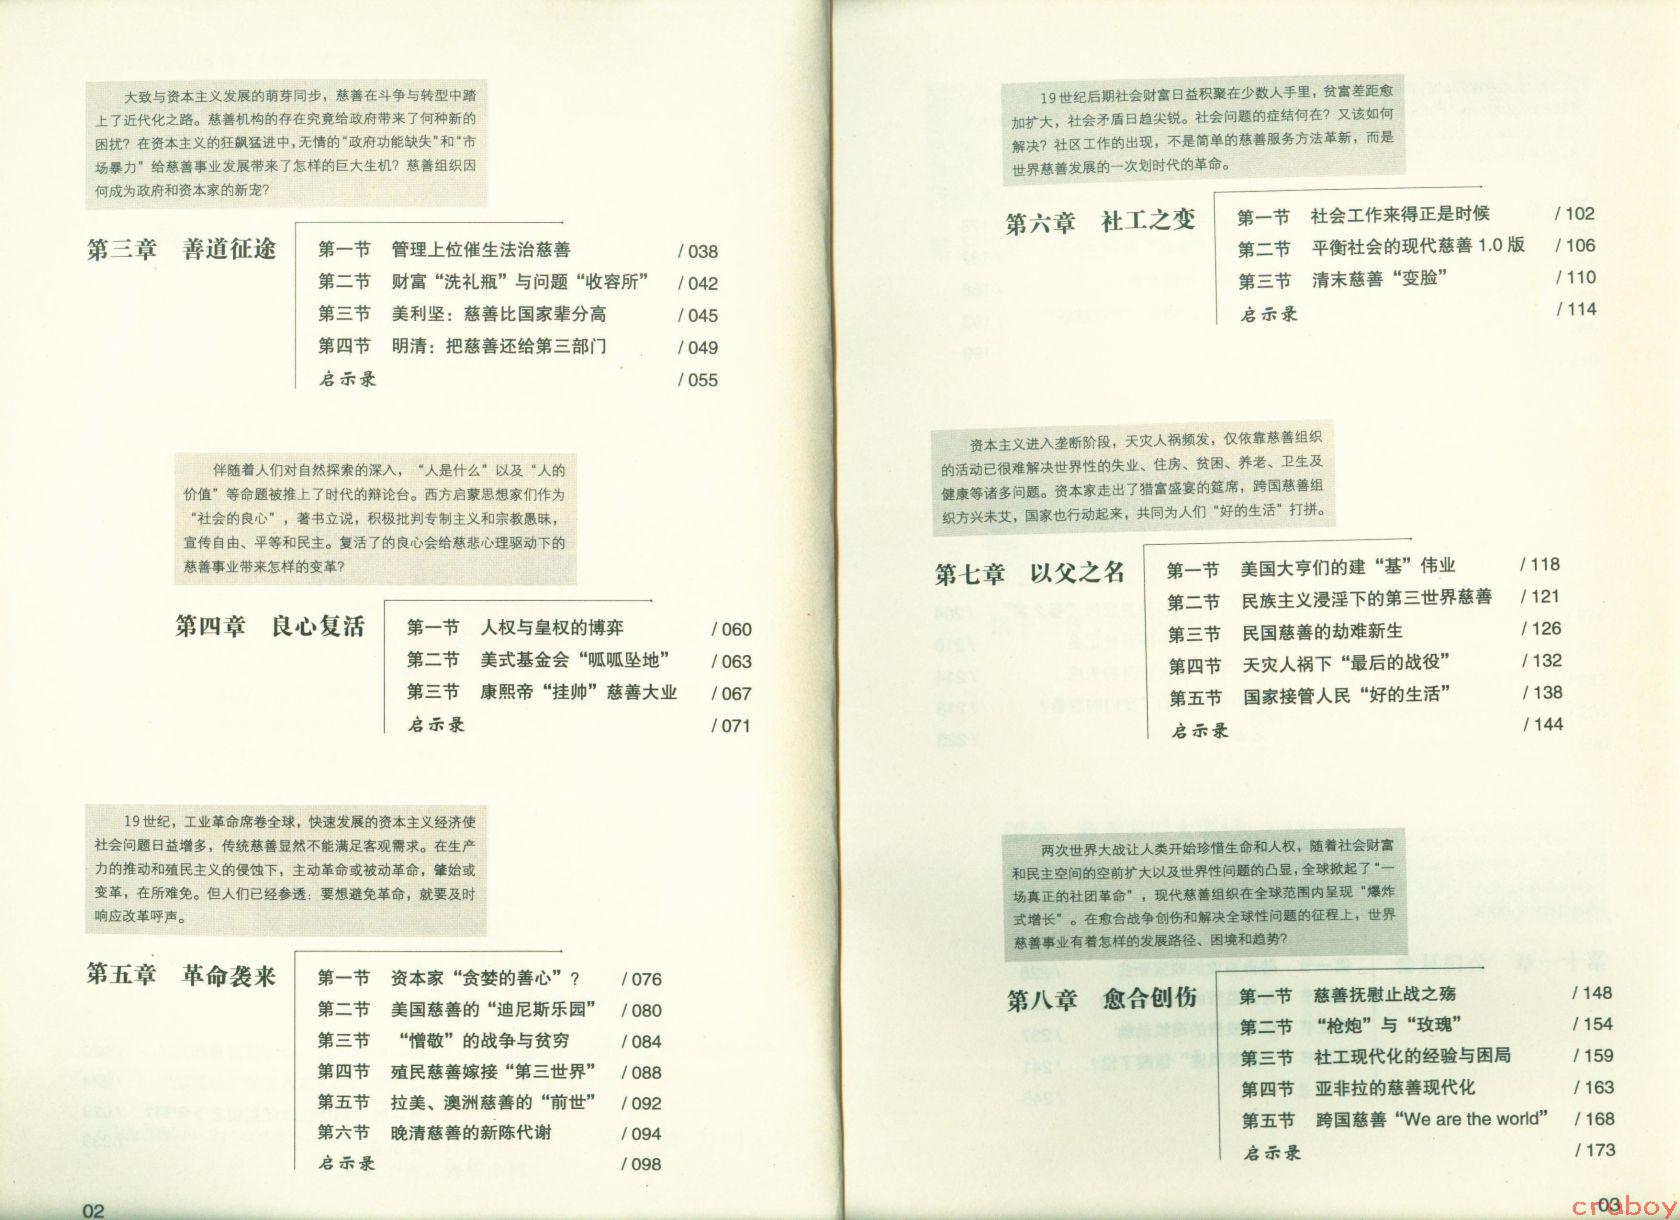 大致与资本主义发展的萌芽同步，慈善在斗争与转型中踏
上了近代化之路。慈善机构的存在究竟给政府带来了何种新的
困扰？在资本主义的狂飙猛进中，无情的“政府功能缺失”和“市
场暴力”给慈善事业发展带来了怎样的巨大生机？慈善组织因
何成为政府和资本家的新宠？
第三章 善道征途
第一节 管理上位催生法治慈善 / 038
第二节 财富“洗礼瓶”与问题“收容所” / 042
第三节 美利坚：慈善比国家辈分高 / 045
第四节 明清：把慈善还给第三部门 / 049
启示录 / 055
伴随着人们对自然探索的深入，“人是什么”以及“人的
价值”等命题被推上了时代的辩论台。西方启蒙思想家们作为
“社会的良心”，著书立说，积极批判专制主义和宗教愚昧，
宣传自由、平等和民主。复活了的良心会给慈悲心理驱动下的
慈善事业带来怎样的变革？
第四章 良心复活
第一节 人权与皇权的博弈 / 060
第二节 美式基金会“呱呱坠地” / 063
第三节 康熙帝“挂帅”慈善大业 / 067
启示录 / 071
19世纪，工业革命席卷全球，快速发展的资本主义经济使
社会问题日益增多，传统慈善显然不能满足客观需求。在生产
力的推动和殖民主义的侵蚀下，主动革命或被动革命，肇始或
变革，在所难免。但人们已经参透：要想避免革命，就要及时
响应改革呼声。
第五章 革命袭来
第一节 资本家“贪婪的善心”？ / 076
第二节 美国慈善的“迪尼斯乐园” / 080
第三节 “憎敬”的战争与贫穷 / 084
第四节 殖民慈善嫁接“第三世界” / 088
第五节 拉美、澳洲慈善的“前世” / 092
第六节 晚清慈善的新陈代谢 / 094
启示录 / 098
02
19世纪后期社会财富日益积聚在少数人手里，贫富差距愈
加扩大，社会矛盾日趋尖锐。社会问题的症结何在？又该如何
解决？社区工作的出现，不是简单的慈善服务方法革新，而是
世界慈善发展的一次划时代的革命。
第六章 社工之变
第一节 社会工作来得正是时候 / 102
第二节 平衡社会的现代慈善1.0版 / 106
第三节 清末慈善“变脸” / 110
启示录 / 114
资本主义进入垄断阶段，天灾人祸频发，仅依靠慈善组织
的活动已很难解决世界性的失业、住房、贫困、养老、卫生及
健康等诸多问题。资本家走出了猎富盛宴的筵席，跨国慈善组
织方兴未艾，国家也行动起来，共同为人们“好的生活”打拼。
第七章 以父之名
第一节 美国大亨们的建“基”伟业 / 118
第二节 民族主义浸淫下的第三世界慈善 / 121
第三节 民国慈善的劫难新生 / 126
第四节 天灾人祸下“最后的战役” / 132
第五节 国家接管人民“好的生活” / 138
启示录 / 144
两次世界大战让人类开始珍惜生命和人权，随着社会财富
和民主空间的空前扩大以及世界性问题的凸显，全球掀起了“一
场真正的社团革命”，现代慈善组织在全球范围内呈现“爆炸
式增长”。在愈合战争创伤和解决全球性问题的征程上，世界
慈善事业有着怎样的发展路径、困境和趋势？
第八章 愈合创伤
第一节 慈善抚慰止战之殇 / 148
第二节 “枪炮”与“玫瑰” / 154
第三节 社工现代化的经验与困局 / 159
第四节 亚非拉的慈善现代化 / 163
第五节 跨国慈善“We are the world” / 168
启示录 / 173
03
craboy